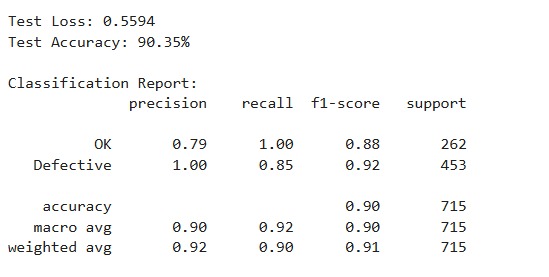 Test Loss: 0.5594
Test Accuracy: 90.35%
Classification Report:
precision recall f1-score support
OK 0.79 1.00 0.88 262
Defective 1.00 0.85 0.92 453
accuracy 0.90 715
macro avg 0.90 0.92 0.90 715
weighted avg 0.92 0.90 0.91 715